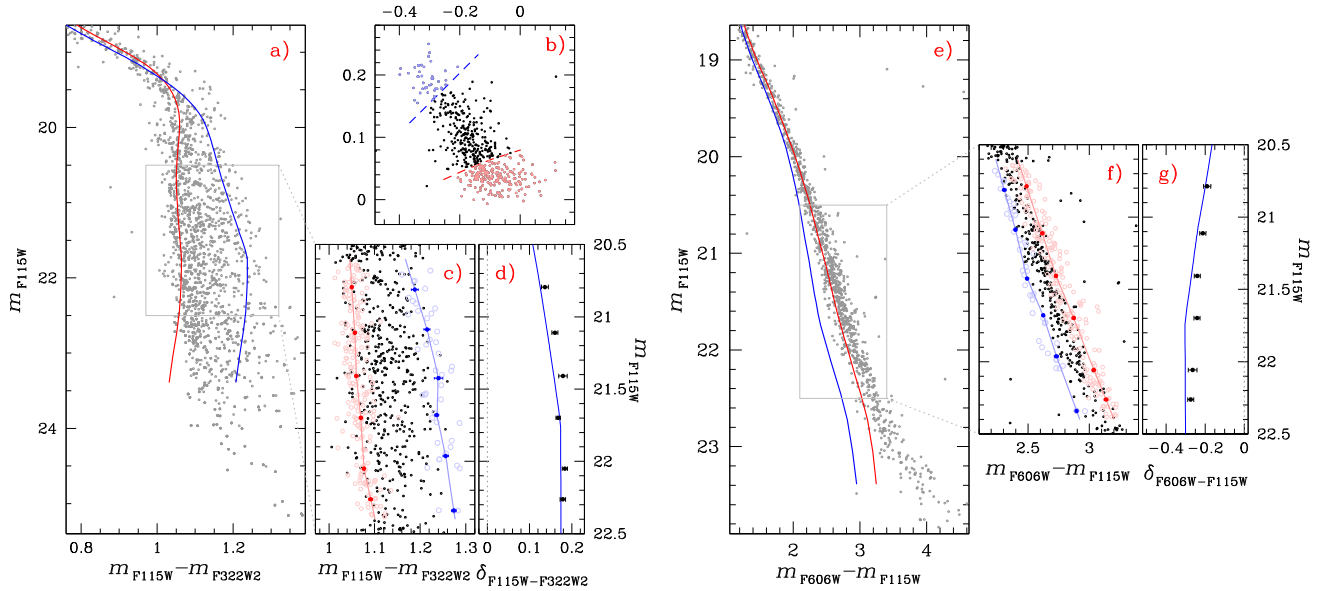 a)
20
22
24
m_F115W
0.8 1 1.2
m_F115W−m_F322W2
−0.4 −0.2 0
b)
0.2
0.1
0
c)
1 1.1 1.2 1.3
m_F115W−m_F322W2
d)
20.5
21
21.5
22
22.5
m_F115W
0 0.1 0.2
δ_F115W−F322W2
e)
19
20
21
22
23
m_F115W
2 3 4
m_F606W−m_F115W
f)
2.5 3
m_F606W−m_F115W
g)
20.5
21
21.5
22
22.5
m_F115W
−0.4 −0.2 0
δ_F606W−F115W